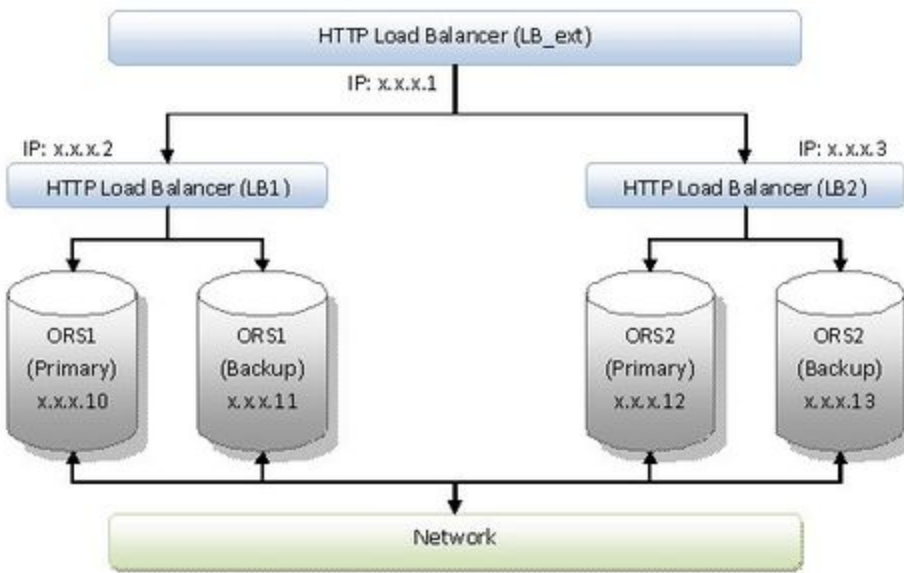 HTTP Load Balancer (LB_ext)
IP: x.x.x.1
IP: x.x.x.2
IP: x.x.x.3
HTTP Load Balancer (LB1)
HTTP Load Balancer (LB2)
ORS1
(Primary)
x.x.x.10
ORS1
(Backup)
x.x.x.11
ORS2
(Primary)
x.x.x.12
ORS2
(Backup)
x.x.x.13
Network